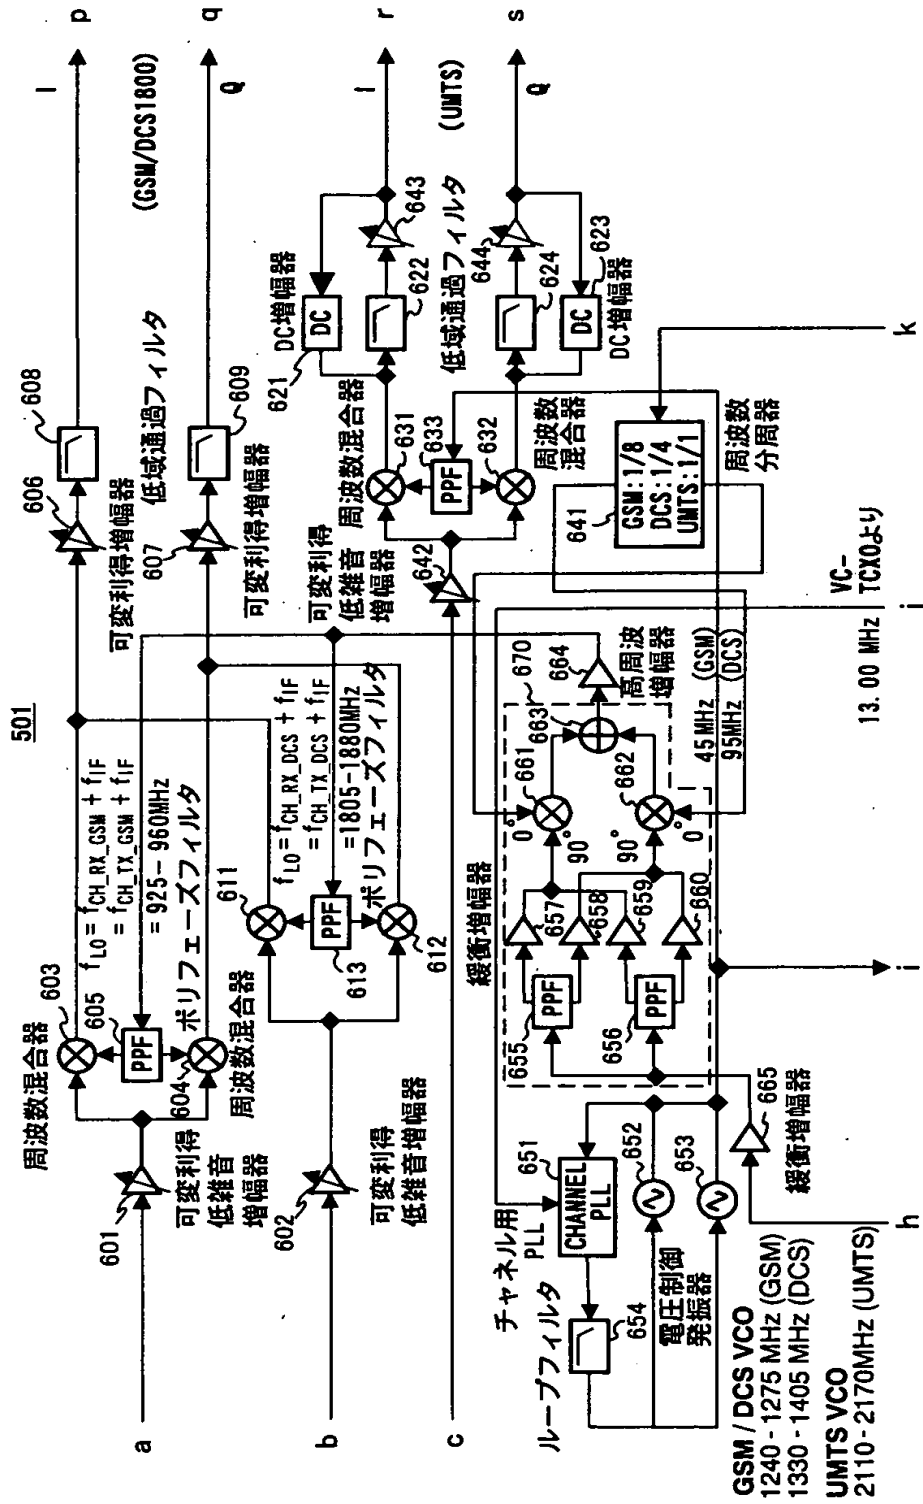 501
I
p
(GSM/DCS1800)
Q
q
608
低域通過フィルタ
609
606
可変利得増幅器
607
可変利得増幅器
fLO = fCH_RX_GSM + fIF
= fCH_TX_GSM + fIF
= 925 - 960MHz
ポリフェーズフィルタ
周波数混合器
603
605
PPF
604
周波数混合器
601
可変利得
低雑音
増幅器
a
fLO = fCH_RX_DCS + fIF
= fCH_TX_DCS + fIF
=1805-1880MHz
ポリフェーズフィルタ
611
PPF
613
612
602
可変利得
低雑音増幅器
b
I
r
(UMTS)
Q
s
DC増幅器
DC
621
643
622
低域通過フィルタ
644
624
DC
623
DC増幅器
周波数混合器
631
633
PPF
632
周波数
混合器
可変利得
低雑音
増幅器
642
c
641
GSM:1/8
DCS:1/4
UMTS:1/1
周波数
分周器
k
VC-
TCXOより
13.00 MHz
i
670
664
高周波
増幅器
663
45MHz (GSM)
95MHz (DCS)
661
0°
90°
662
90°
0°
緩衝増幅器
657
658
659
660
655
PPF
656
PPF
j
チャネル用
PLL
651
CHANNEL
PLL
652
653
665
緩衝増幅器
ループフィルタ
654
電圧制御
発振器
h
GSM / DCS VCO
1240 - 1275 MHz (GSM)
1330 - 1405 MHz (DCS)
UMTS VCO
2110 - 2170MHz (UMTS)